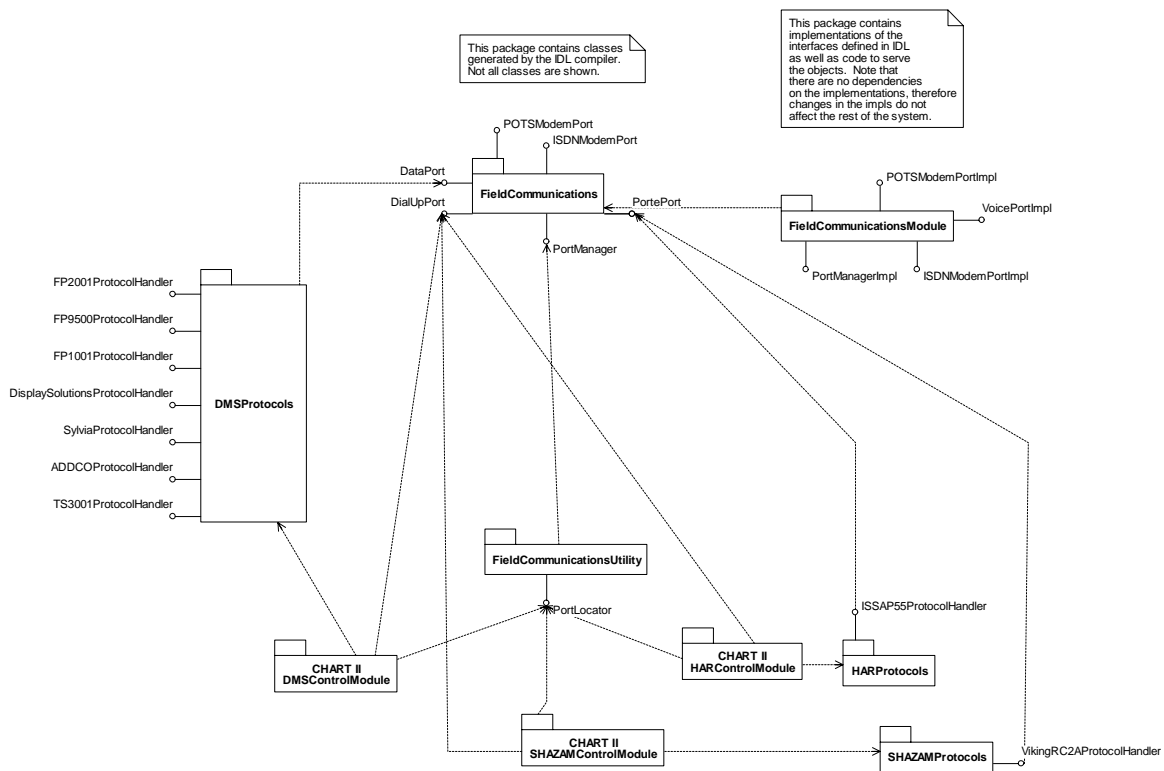 This package contains classes
generated by the IDL compiler.
Not all classes are shown.
This package contains
implementations of the
interfaces defined in IDL
as well as code to serve
the objects. Note that
there are no dependencies
on the implementations, therefore
changes in the impls do not
affect the rest of the system.
POTSModemPort
ISDNModemPort
DataPort
FieldCommunications
DialUpPort
PortePort
PortManager
POTSModemPortImpl
VoicePortImpl
FieldCommunicationsModule
PortManagerImpl
ISDNModemPortImpl
FP2001ProtocolHandler
FP9500ProtocolHandler
FP1001ProtocolHandler
DisplaySolutionsProtocolHandler
DMSProtocols
SylviaProtocolHandler
ADDCOProtocolHandler
TS3001ProtocolHandler
FieldCommunicationsUtility
PortLocator
ISSAP55ProtocolHandler
CHART II
DMSControlModule
CHART II
HARControlModule
HARProtocols
CHART II
SHAZAMControlModule
SHAZAMProtocols
VikingRC2AProtocolHandler